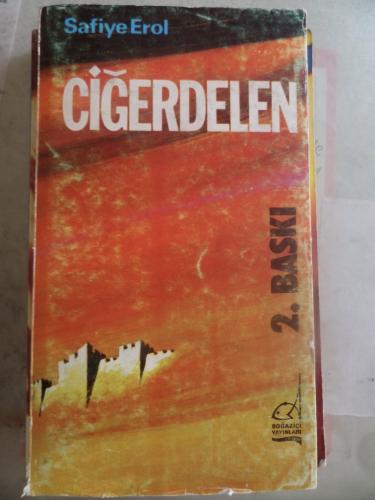 Safiye Erol
CİĞERDELEN
2. BASKI
BOĞAZİÇİ
YAYINLARI